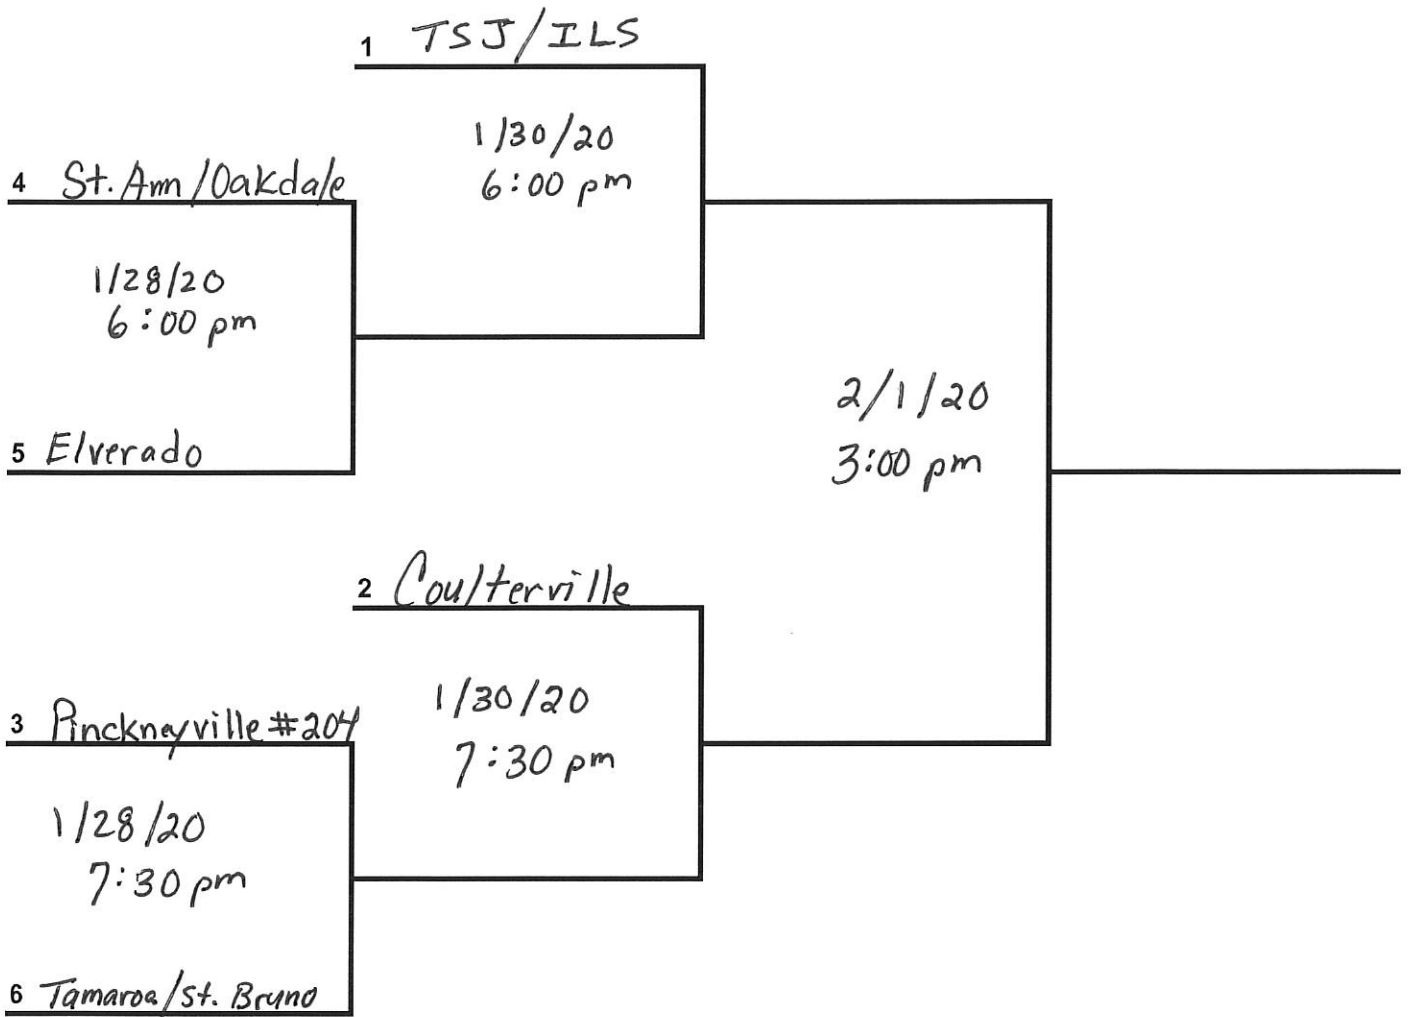 1 TSJ/ILS
1/30/20
6:00 pm
4 St. Ann/Oakdale
1/28/20
6:00 pm
5 Elverado
2/1/20
3:00 pm
2 Coulterville
1/30/20
7:30 pm
3 Pinckneyville #204
1/28/20
7:30 pm
6 Tamaroa/St. Bruno